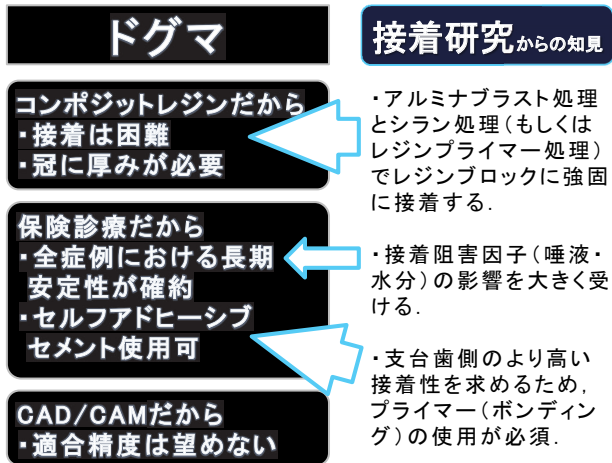 ドグマ
接着研究からの知見
コンポジットレジンだから
・接着は困難
・冠に厚みが必要
・アルミナブラスト処理
とシラン処理(もしくは
レジンプライマー処理)
でレジンブロックに強固
に接着する.
保険診療だから
・全症例における長期
安定性が確約
・セルフアドヒーシブ
セメント使用可
・接着阻害因子(唾液・
水分)の影響を大きく受
ける.
・支台歯側のより高い
接着性を求めるため,
プライマー(ボンディン
グ)の使用が必須.
CAD/CAMだから
・適合精度は望めない